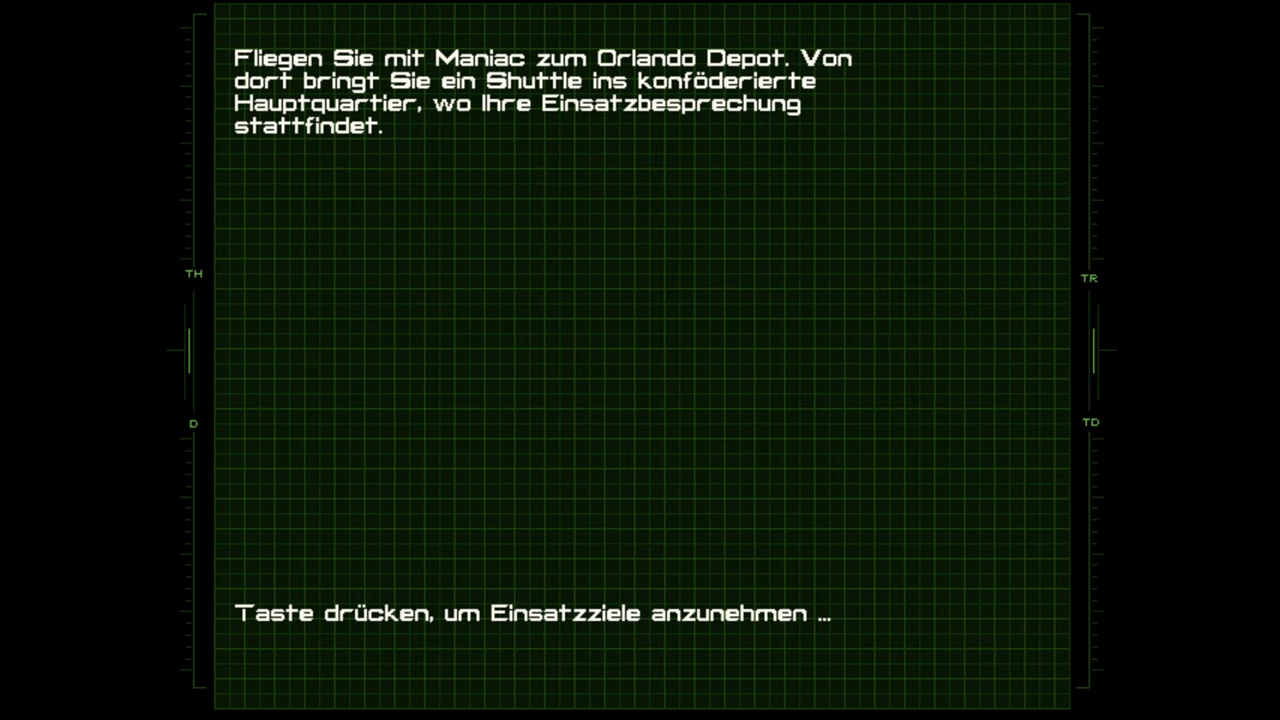 Fliegen Sie mit Maniac zum Orlando Depot. Von
dort bringt Sie ein Shuttle ins konföderierte
Hauptquartier, wo Ihre Einsatzbesprechung
stattfindet.
TH
TR
D
TD
Taste drücken, um Einsatzziele anzunehmen ...